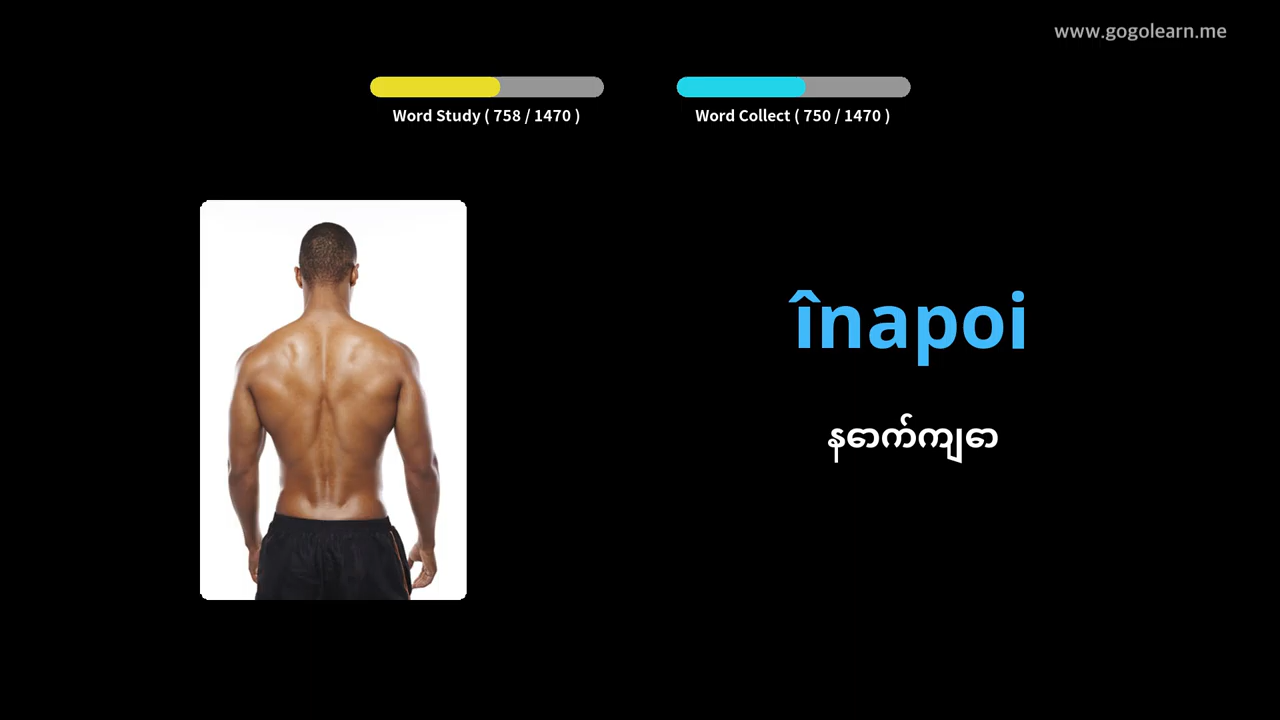 www.gogolearn.me
Word Study ( 758 / 1470 )
Word Collect ( 750 / 1470 )
înapoi
နောက်ကျော